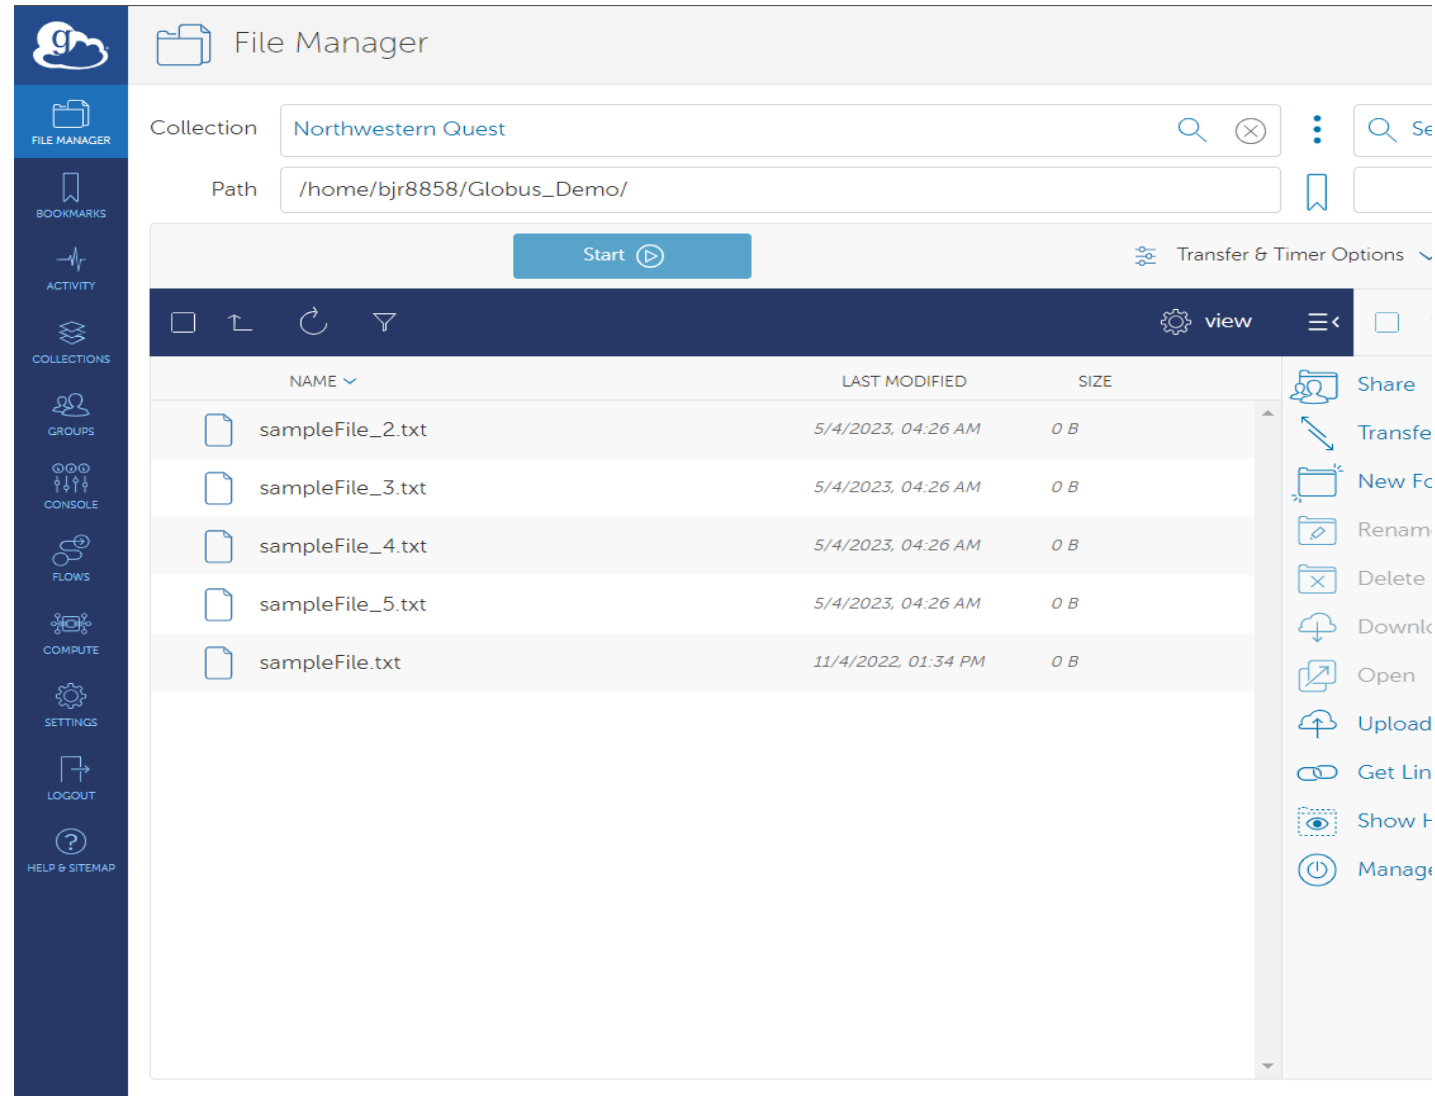 g
File Manager
FILE MANAGER
BOOKMARKS
ACTIVITY
COLLECTIONS
GROUPS
CONSOLE
FLOWS
COMPUTE
SETTINGS
LOGOUT
HELP & SITEMAP
Collection Northwestern Quest
Path /home/bjr8858/Globus_Demo/
Start
Transfer & Timer Options
view
NAME LAST MODIFIED SIZE
sampleFile_2.txt 5/4/2023, 04:26 AM 0 B
sampleFile_3.txt 5/4/2023, 04:26 AM 0 B
sampleFile_4.txt 5/4/2023, 04:26 AM 0 B
sampleFile_5.txt 5/4/2023, 04:26 AM 0 B
sampleFile.txt 11/4/2022, 01:34 PM 0 B
Share
New
Delete
Open
Upload
Get
Show